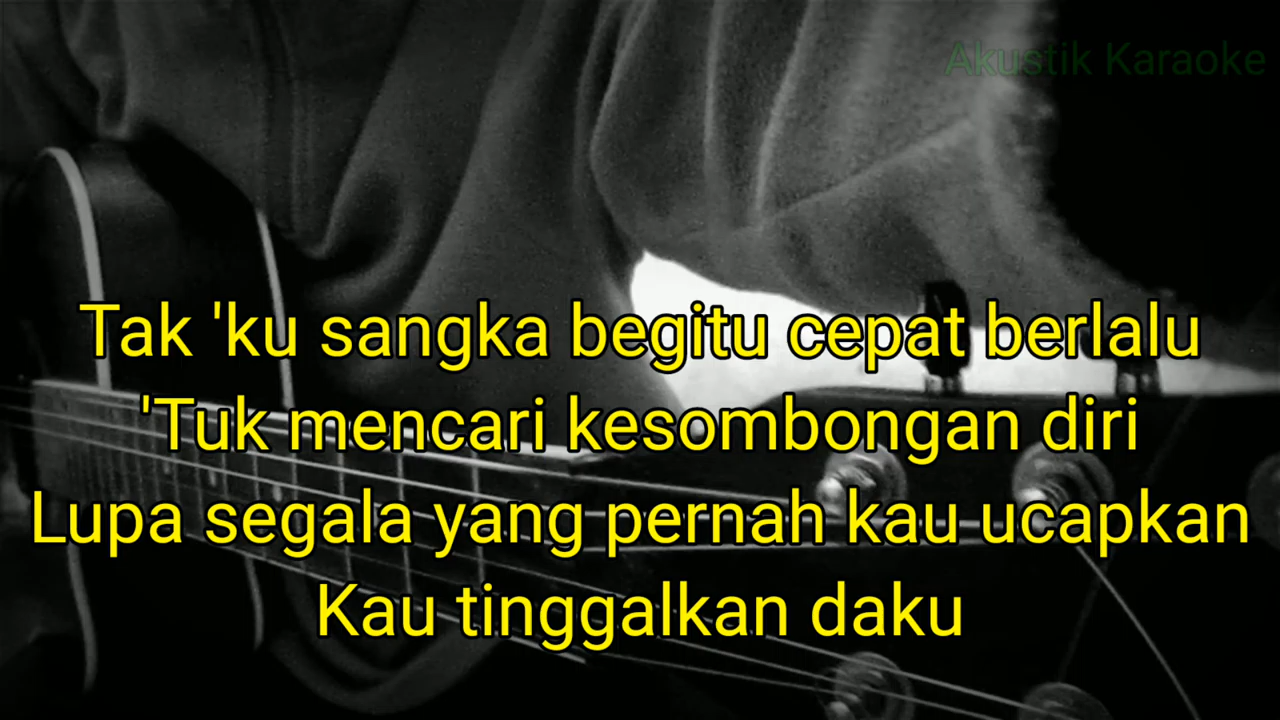 Akustik Karaoke
Tak 'ku sangka begitu cepat berlalu
'Tuk mencari kesombongan diri
Lupa segala yang pernah kau ucapkan
Kau tinggalkan daku